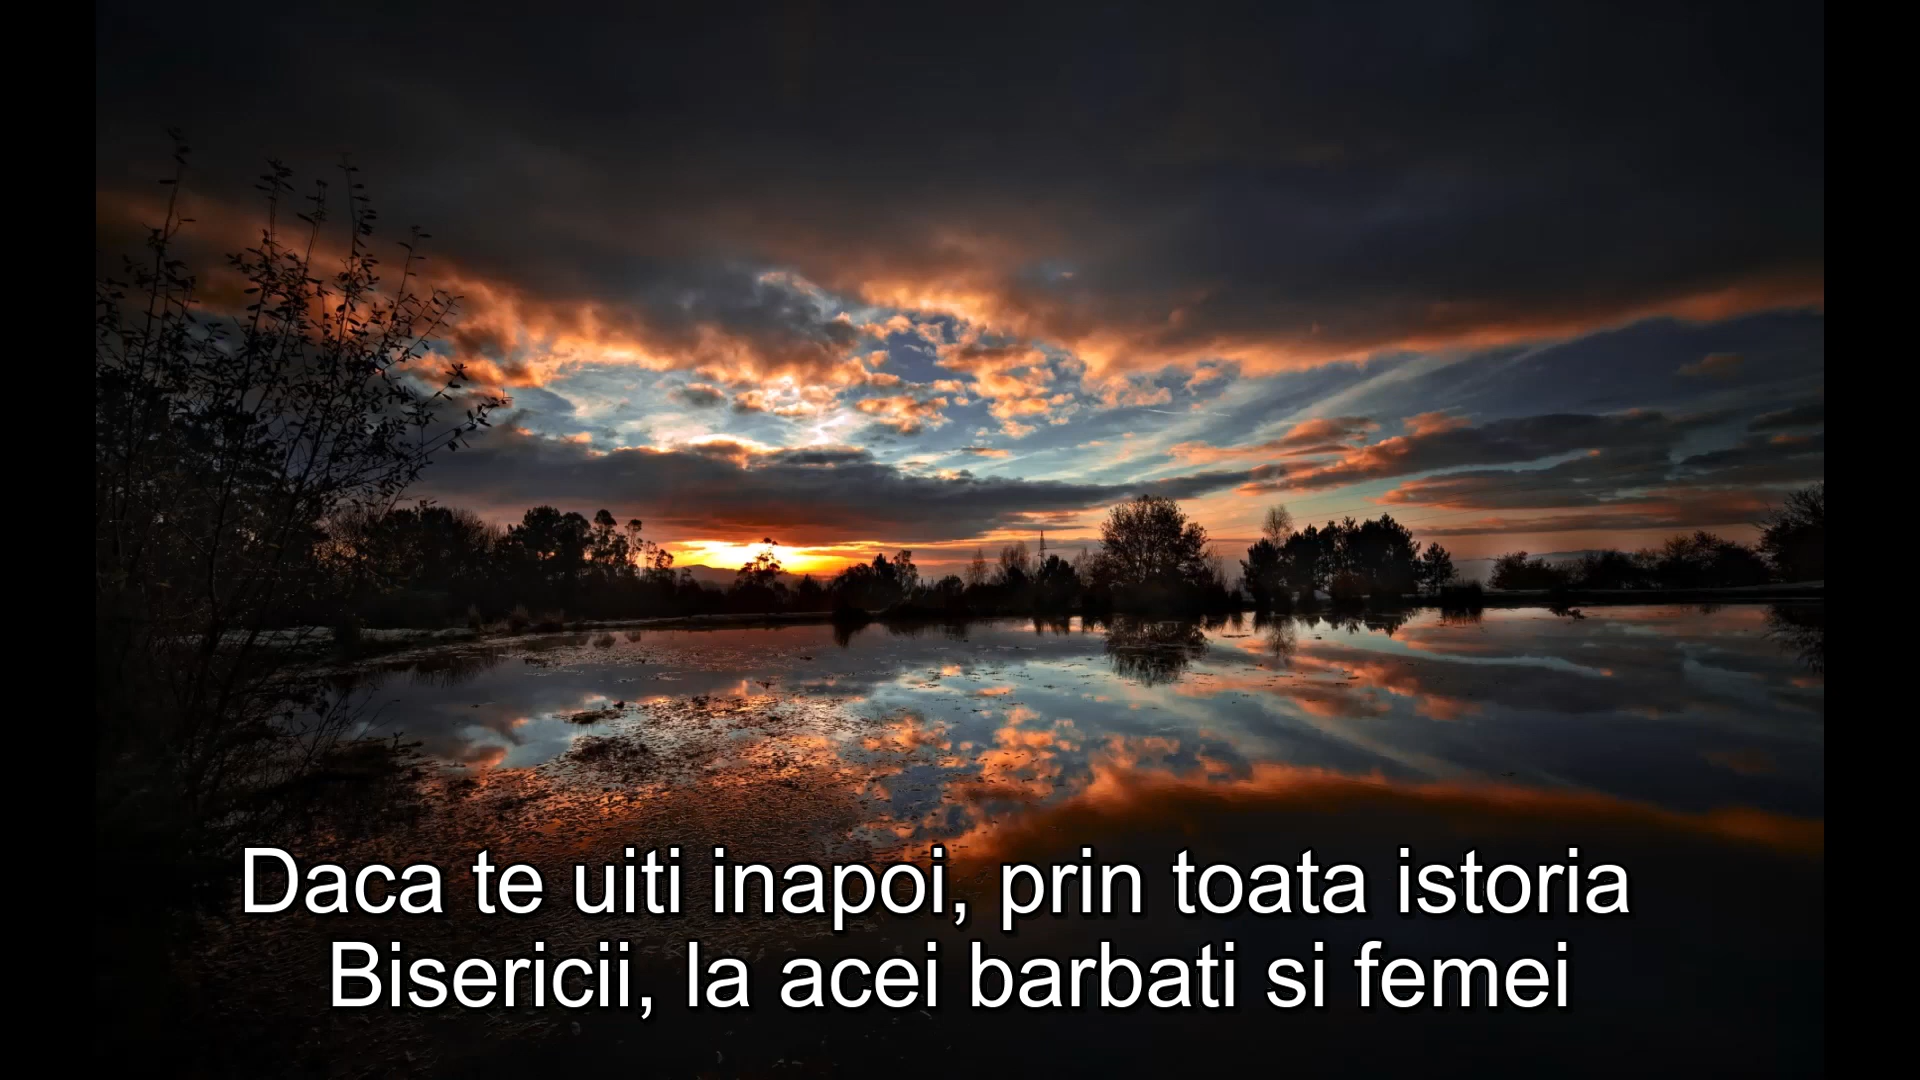 Daca te uiti inapoi, prin toata istoria
Bisericii, la acei barbati si femei